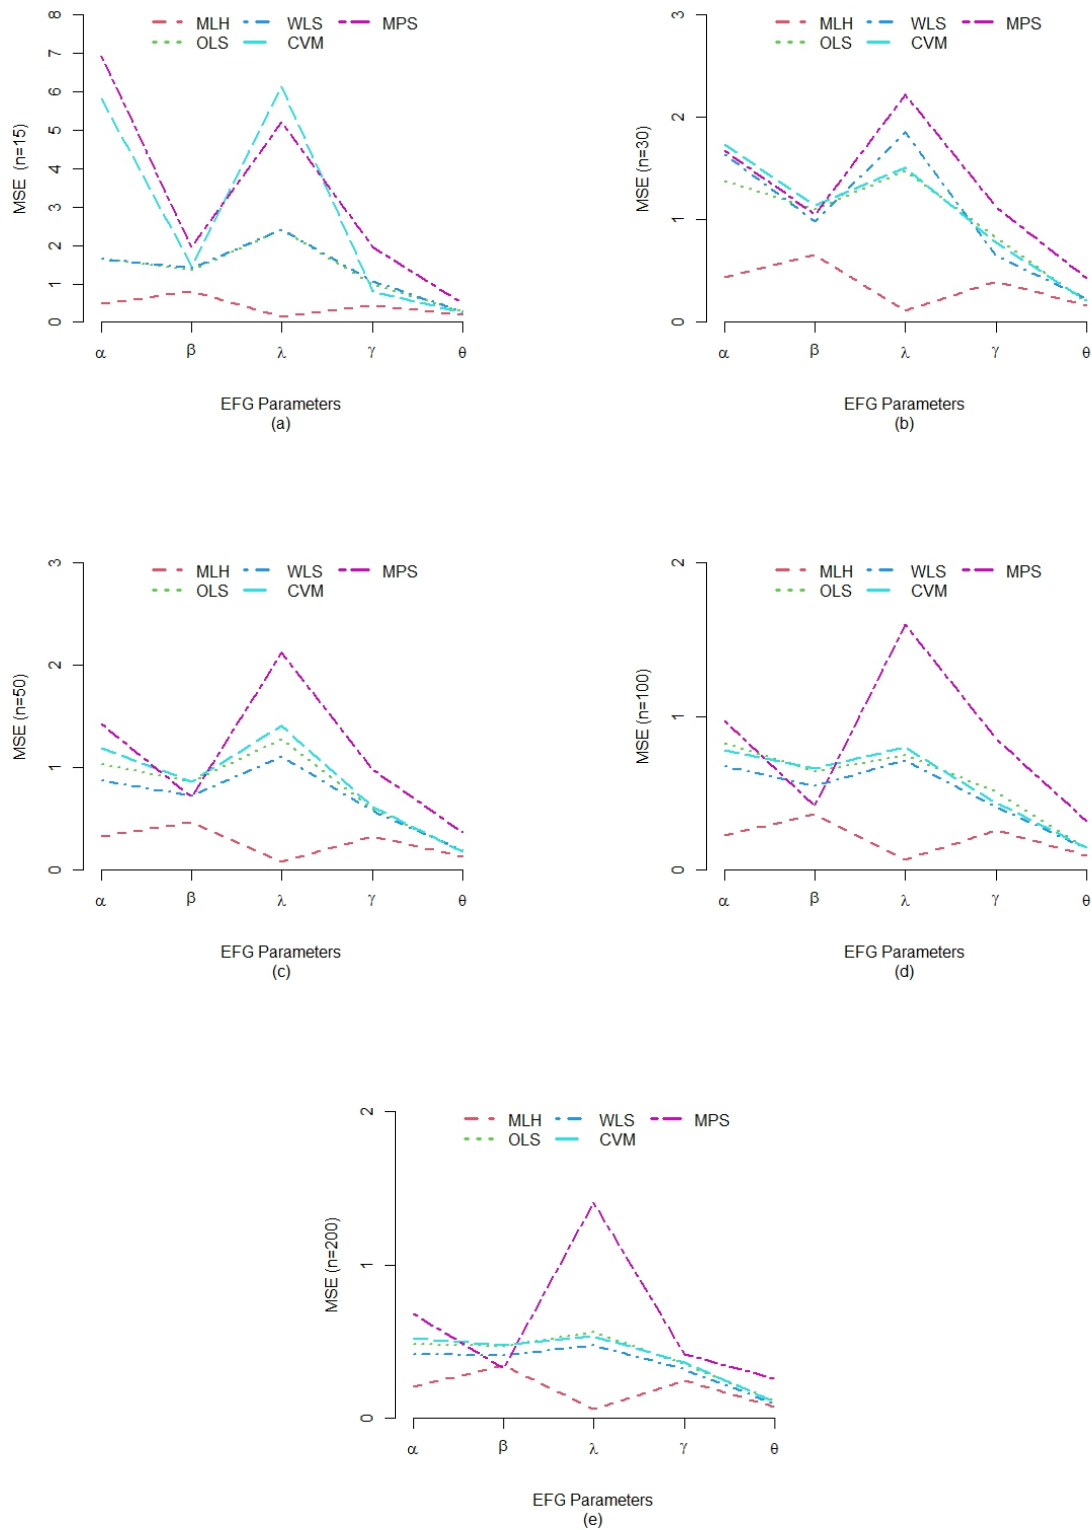 MSE (n=15)
8
7
6
5
4
3
2
1
0
MLH WLS MPS
OLS CVM
α β λ γ θ
EFG Parameters
(a)
MSE (n=30)
3
2
1
0
MLH WLS MPS
OLS CVM
α β λ γ θ
EFG Parameters
(b)
MSE (n=50)
3
2
1
0
MLH WLS MPS
OLS CVM
α β λ γ θ
EFG Parameters
(c)
MSE (n=100)
2
1
0
MLH WLS MPS
OLS CVM
α β λ γ θ
EFG Parameters
(d)
MSE (n=200)
2
1
0
MLH WLS MPS
OLS CVM
α β λ γ θ
EFG Parameters
(e)